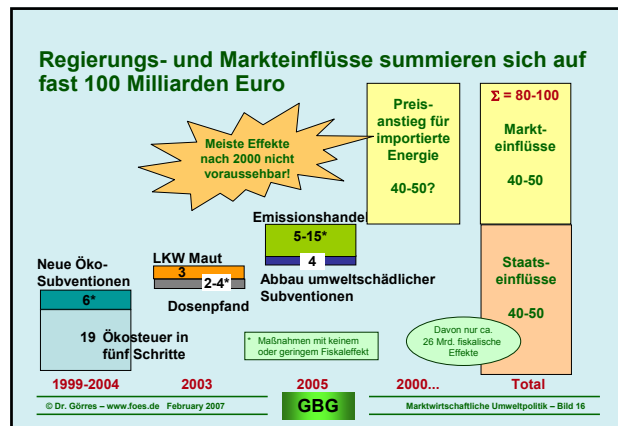 Regierungs- und Markteinflüsse summieren sich auf
fast 100 Milliarden Euro
Meiste Effekte
nach 2000 nicht
voraussehbar!
Preis-
anstieg für
importierte
Energie
40-50?
Σ = 80-100
Markt-
einflüsse
40-50
Emissionshandel
5-15*
4
Abbau umweltschädlicher
Subventionen
LKW Maut
3
2-4*
Dosenpfand
Neue Öko-
Subventionen
6*
19 Ökosteuer in
fünf Schritte
Staats-
einflüsse
40-50
* Maßnahmen mit keinem
oder geringem Fiskaleffekt
Davon nur ca.
26 Mrd. fiskalische
Effekte
1999-2004 2003 2005 2000... Total
© Dr. Görres – www.foes.de February 2007 GBG Marktwirtschaftliche Umweltpolitik – Bild 16